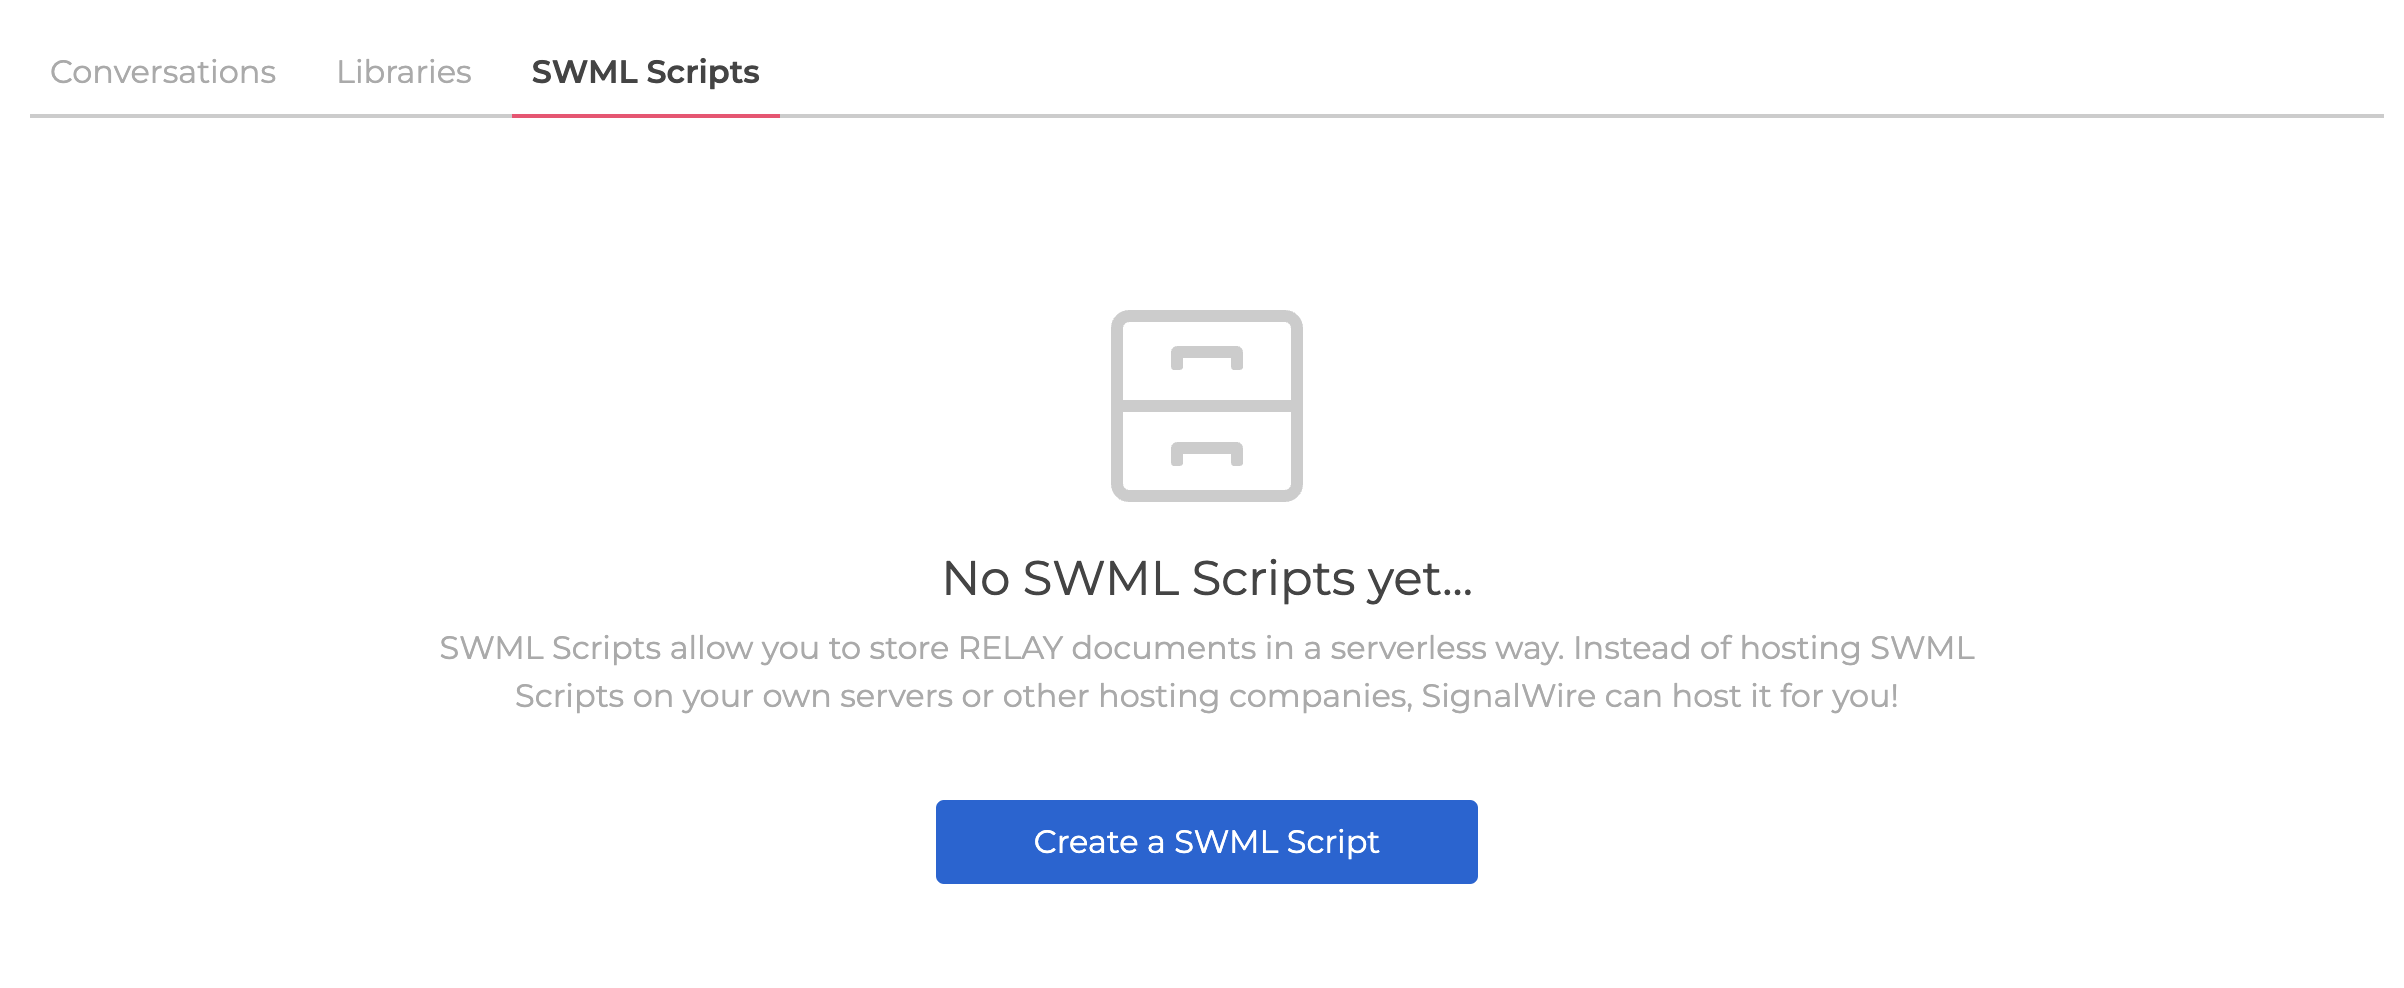 Conversations Libraries SWML Scripts
No SWML Scripts yet...
SWML Scripts allow you to store RELAY documents in a serverless way. Instead of hosting SWML
Scripts on your own servers or other hosting companies, SignalWire can host it for you!
Create a SWML Script